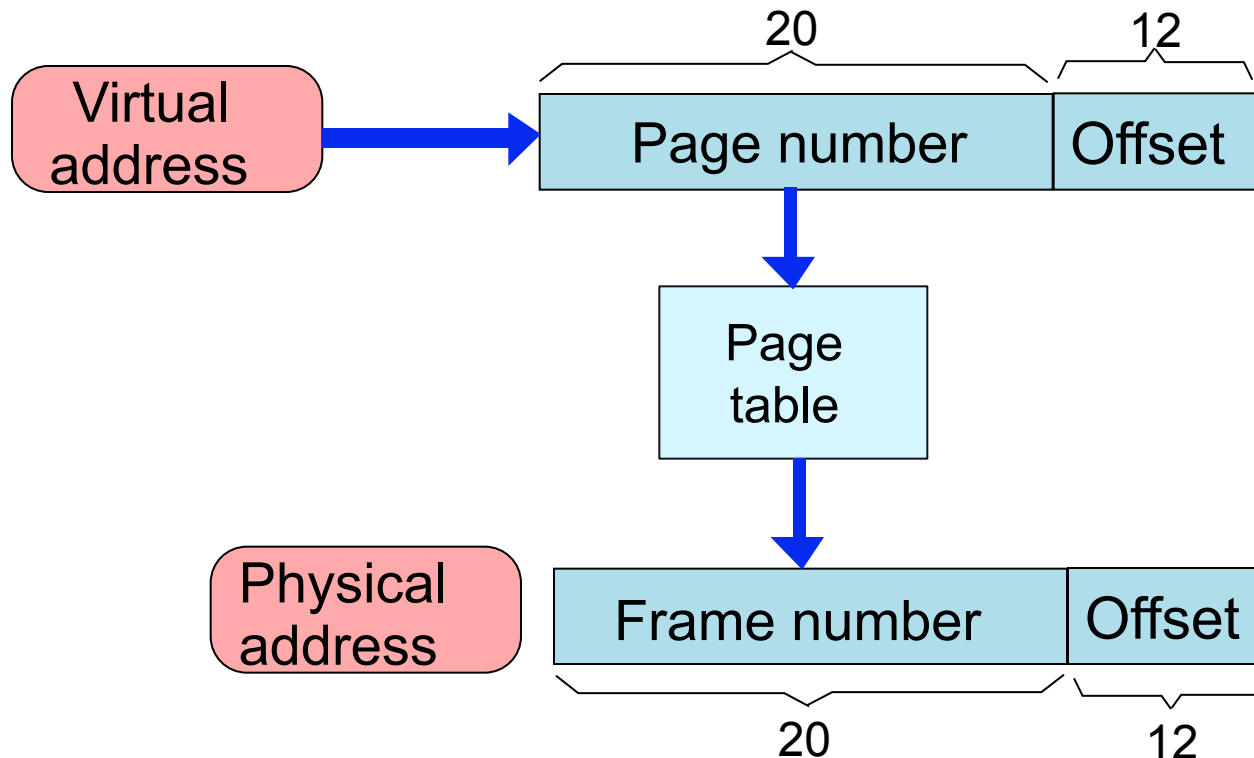 20
12
Virtual
address
Page number
Offset
Page
table
Physical
address
Frame number
Offset
20
12